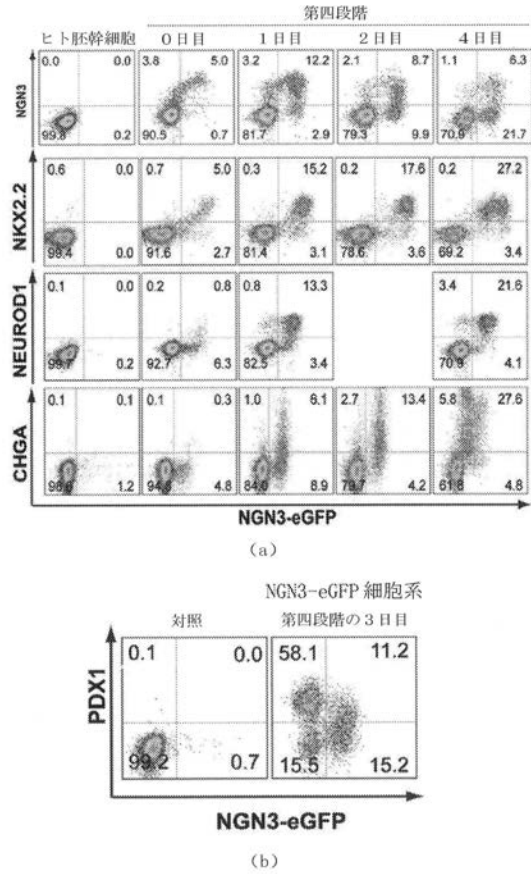 第四段階
ヒト胚幹細胞 0日目 1日目 2日目 4日目
NGN3
0.0 0.0 3.8 5.0 3.2 12.2 2.1 8.7 1.1 6.3
99.8 0.2 90.5 0.7 81.7 2.9 79.3 9.9 70.9 21.7
NKX2.2
0.6 0.0 0.7 5.0 0.3 15.2 0.2 17.6 0.2 27.2
99.4 0.0 91.6 2.7 81.4 3.1 78.6 3.6 69.2 3.4
NEUROD1
0.1 0.0 0.2 0.8 0.8 13.3 3.4 21.6
99.7 0.2 92.7 6.3 82.5 3.4 70.9 4.1
CHGA
0.1 0.1 0.1 0.3 1.0 6.1 2.7 13.4 5.8 27.6
1.2 4.8 84.0 8.9 79.7 4.2 61.8 4.8
NGN3-eGFP
(a)
NGN3-eGFP 細胞系
対照 第四段階の3日目
PDX1
0.1 0.0 58.1 11.2
99.2 0.7 15.5 15.2
NGN3-eGFP
(b)